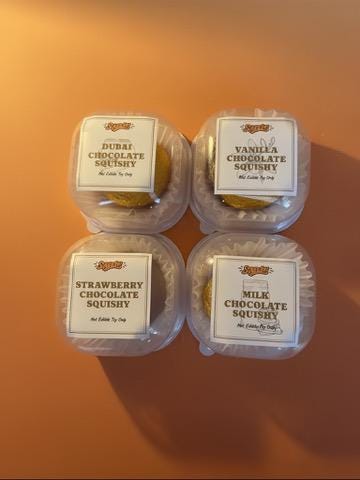 DUBAI
CHOCOLATE
SQUISHY
Not Edible Toy Only
VANILLA
CHOCOLATE
SQUISHY
Not Edible Toy Only
STRAWBERRY
CHOCOLATE
SQUISHY
Not Edible Toy Only
MILK
CHOCOLATE
SQUISHY
Not Edible Toy Only